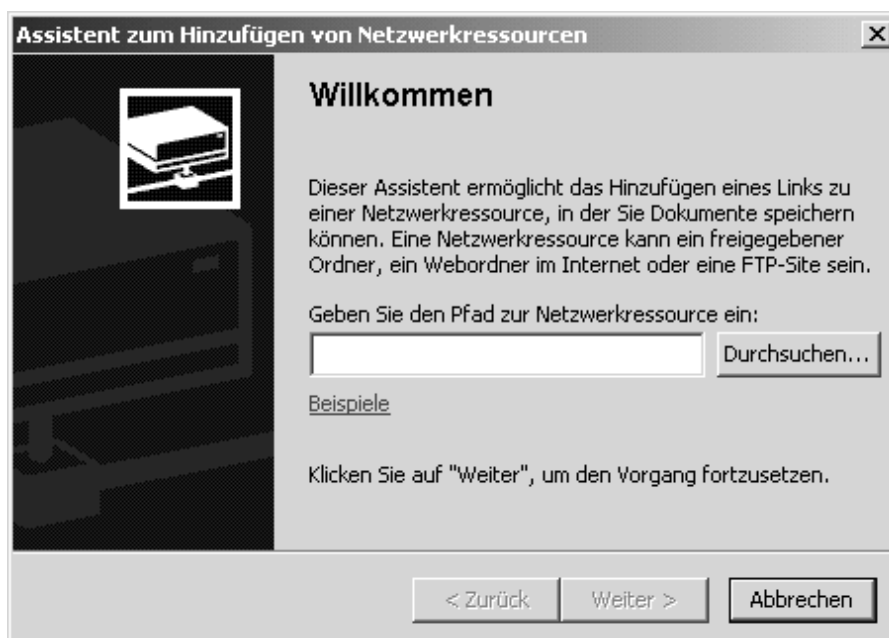 Assistent zum Hinzufügen von Netzwerkressourcen
Willkommen
Dieser Assistent ermöglicht das Hinzufügen eines Links zu
einer Netzwerkressource, in der Sie Dokumente speichern
können. Eine Netzwerkressource kann ein freigegebener
Ordner, ein Webordner im Internet oder eine FTP-Site sein.
Geben Sie den Pfad zur Netzwerkressource ein:
Durchsuchen...
Beispiele
Klicken Sie auf "Weiter", um den Vorgang fortzusetzen.
< Zurück Weiter > Abbrechen